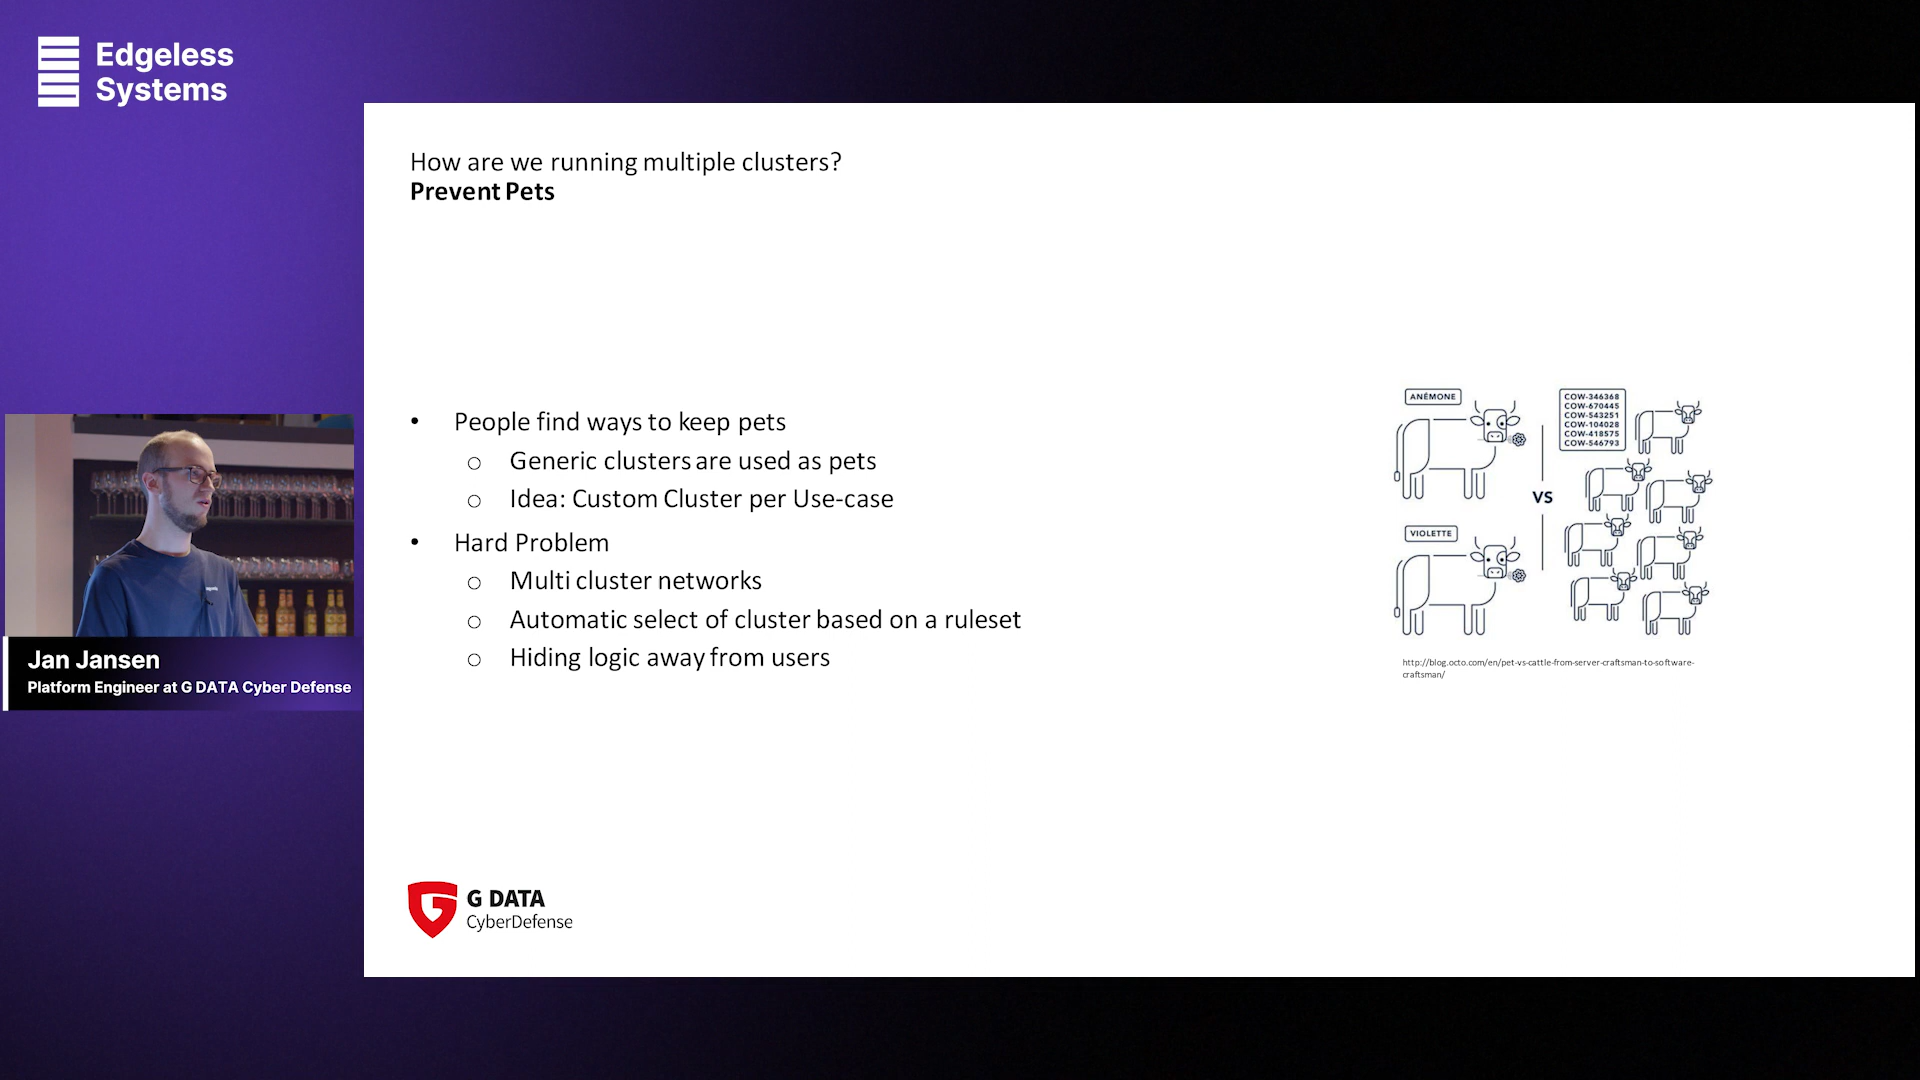 Edgeless
Systems
How are we running multiple clusters?
Prevent Pets
• People find ways to keep pets
○ Generic clusters are used as pets
○ Idea: Custom Cluster per Use-case
• Hard Problem
○ Multi cluster networks
○ Automatic select of cluster based on a ruleset
○ Hiding logic away from users
ANÉMONE
VIOLETTE
VS
COW-346368
COW-670445
COW-543251
COW-104028
COW-418575
COW-546793
http://blog.octo.com/en/pet-vs-cattle-from-server-craftsman-to-software-
craftsman/
Jan Jansen
Platform Engineer at G DATA Cyber Defense
G DATA
CyberDefense